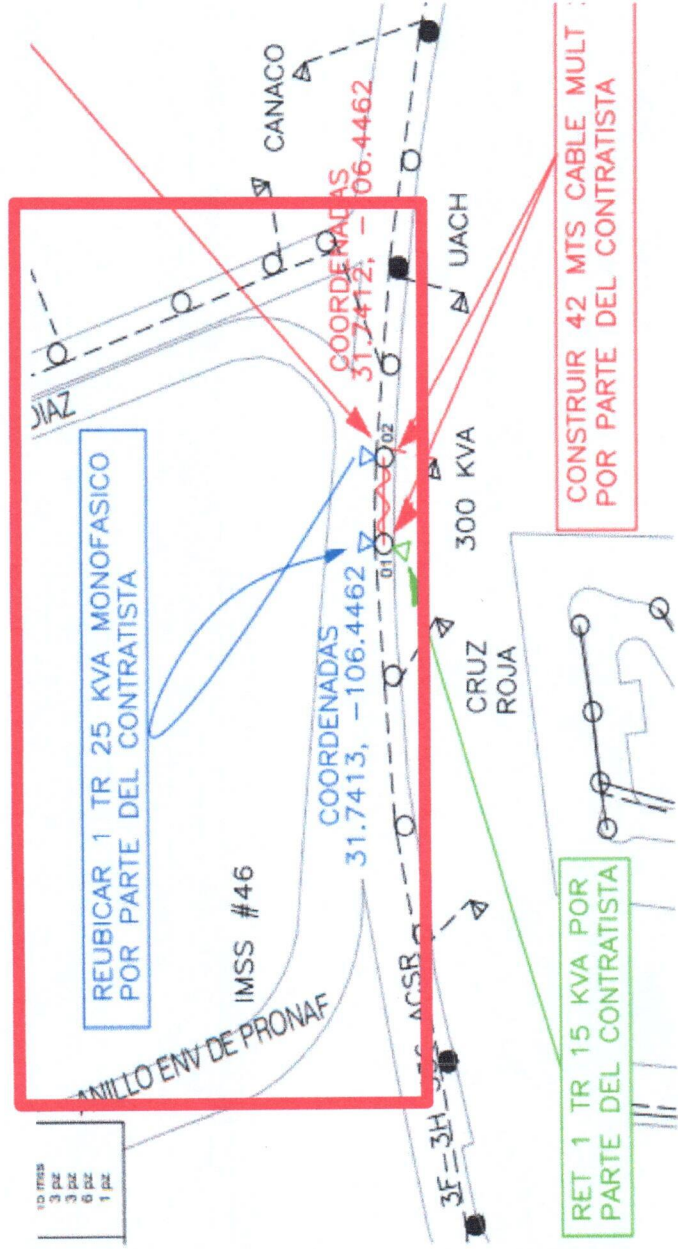 CANACO
COORDENADAS
31.7412, -106.4462
UACH
CONSTRUIR 42 MTS CABLE MULT
POR PARTE DEL CONTRATISTA
REUBICAR 1 TR 25 KVA MONOFASICO
POR PARTE DEL CONTRATISTA
02
01
300 KVA
COORDENADAS
31.7413, -106.4462
CRUZ
ROJA
IMSS #46
ANILLO ENV DE PRONAF
3F-3H
ACSR
RET 1 TR 15 KVA POR
PARTE DEL CONTRATISTA
3 pz
3 pz
6 pz
1 pz